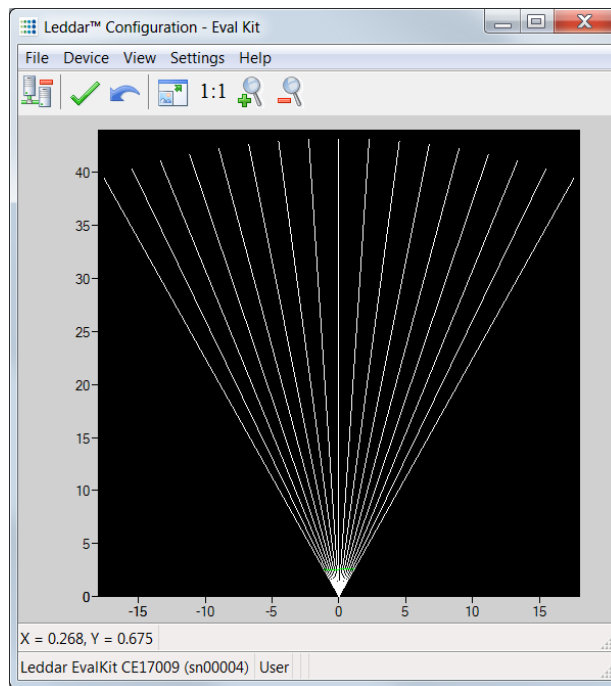 Leddar™ Configuration - Eval Kit
File Device View Settings Help
1:1
40
35
30
25
20
15
10
5
0
-15 -10 -5 0 5 10 15
X = 0.268, Y = 0.675
Leddar EvalKit CE17009 (sn00004) User